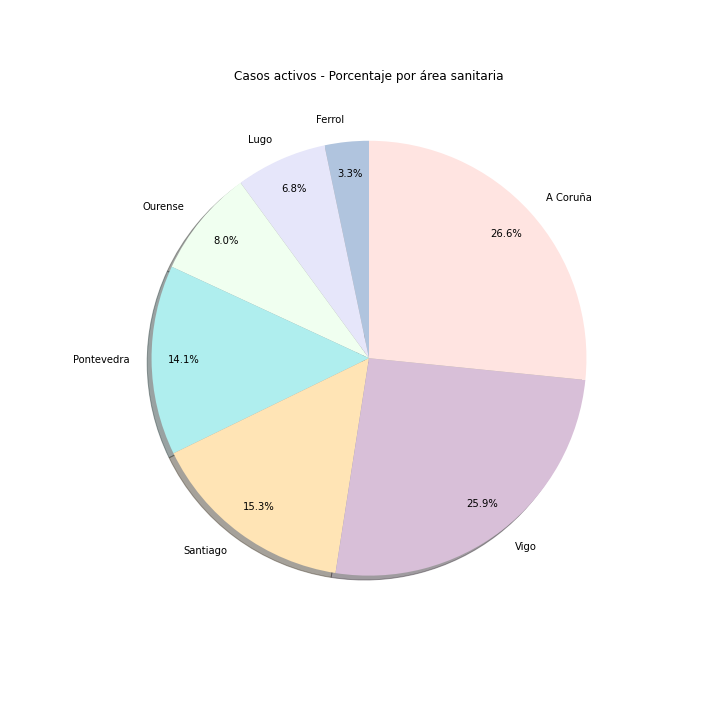 Casos activos - Porcentaje por área sanitaria
Ferrol
Lugo
3.3%
6.8%
A Coruña
Ourense
26.6%
8.0%
Pontevedra
14.1%
25.9%
15.3%
Vigo
Santiago